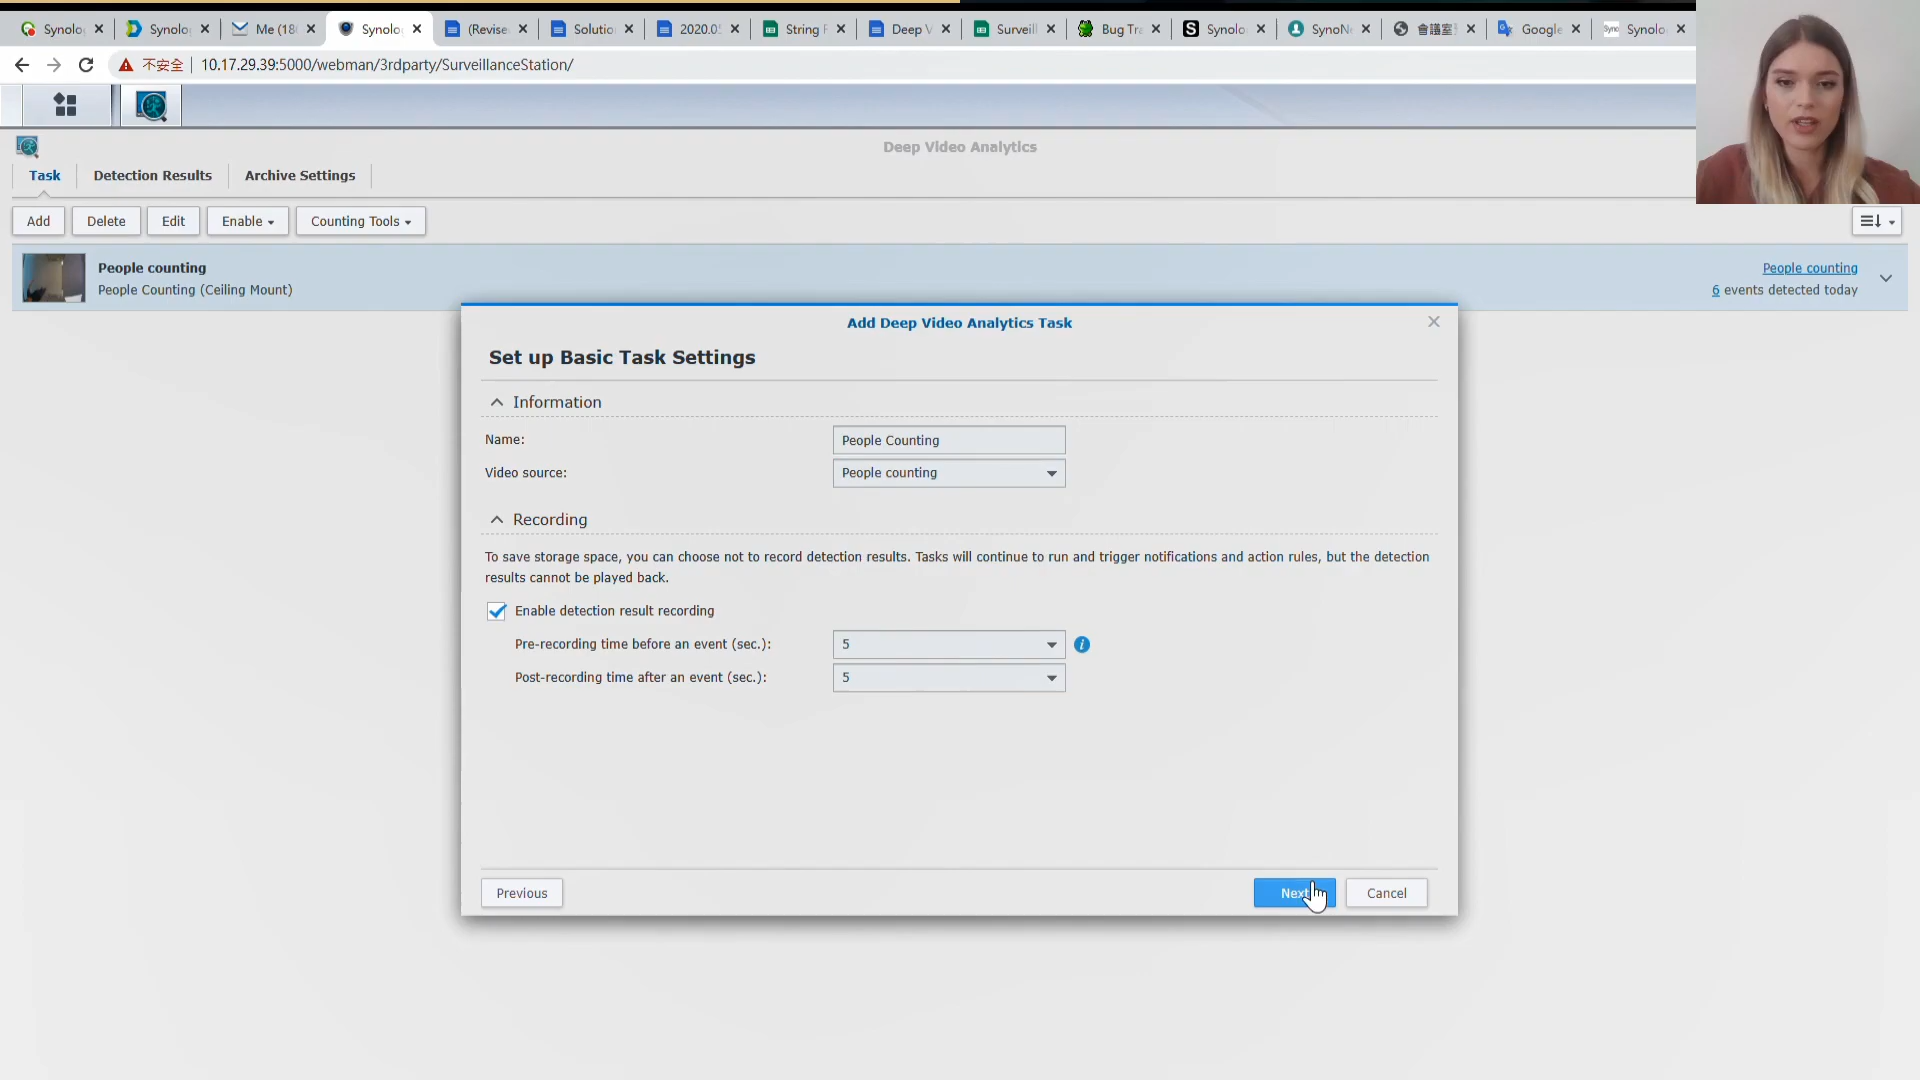 Synolo
Synolo
Me (18
Synolo
(Revise
Solution
2020.0
String F
Deep V
Surveill
Bug Tra
Synolo
SynoN
會議室
Google
Synolo
不安全
10.17.29.39:5000/webman/3rdparty/SurveillanceStation/
Deep Video Analytics
Task
Detection Results
Archive Settings
Add
Delete
Edit
Enable
Counting Tools
People counting
People Counting (Ceiling Mount)
People counting
6 events detected today
Add Deep Video Analytics Task
Set up Basic Task Settings
Information
Name:
People Counting
Video source:
People counting
Recording
To save storage space, you can choose not to record detection results. Tasks will continue to run and trigger notifications and action rules, but the detection
results cannot be played back.
Enable detection result recording
Pre-recording time before an event (sec.):
5
Post-recording time after an event (sec.):
5
Previous
Next
Cancel